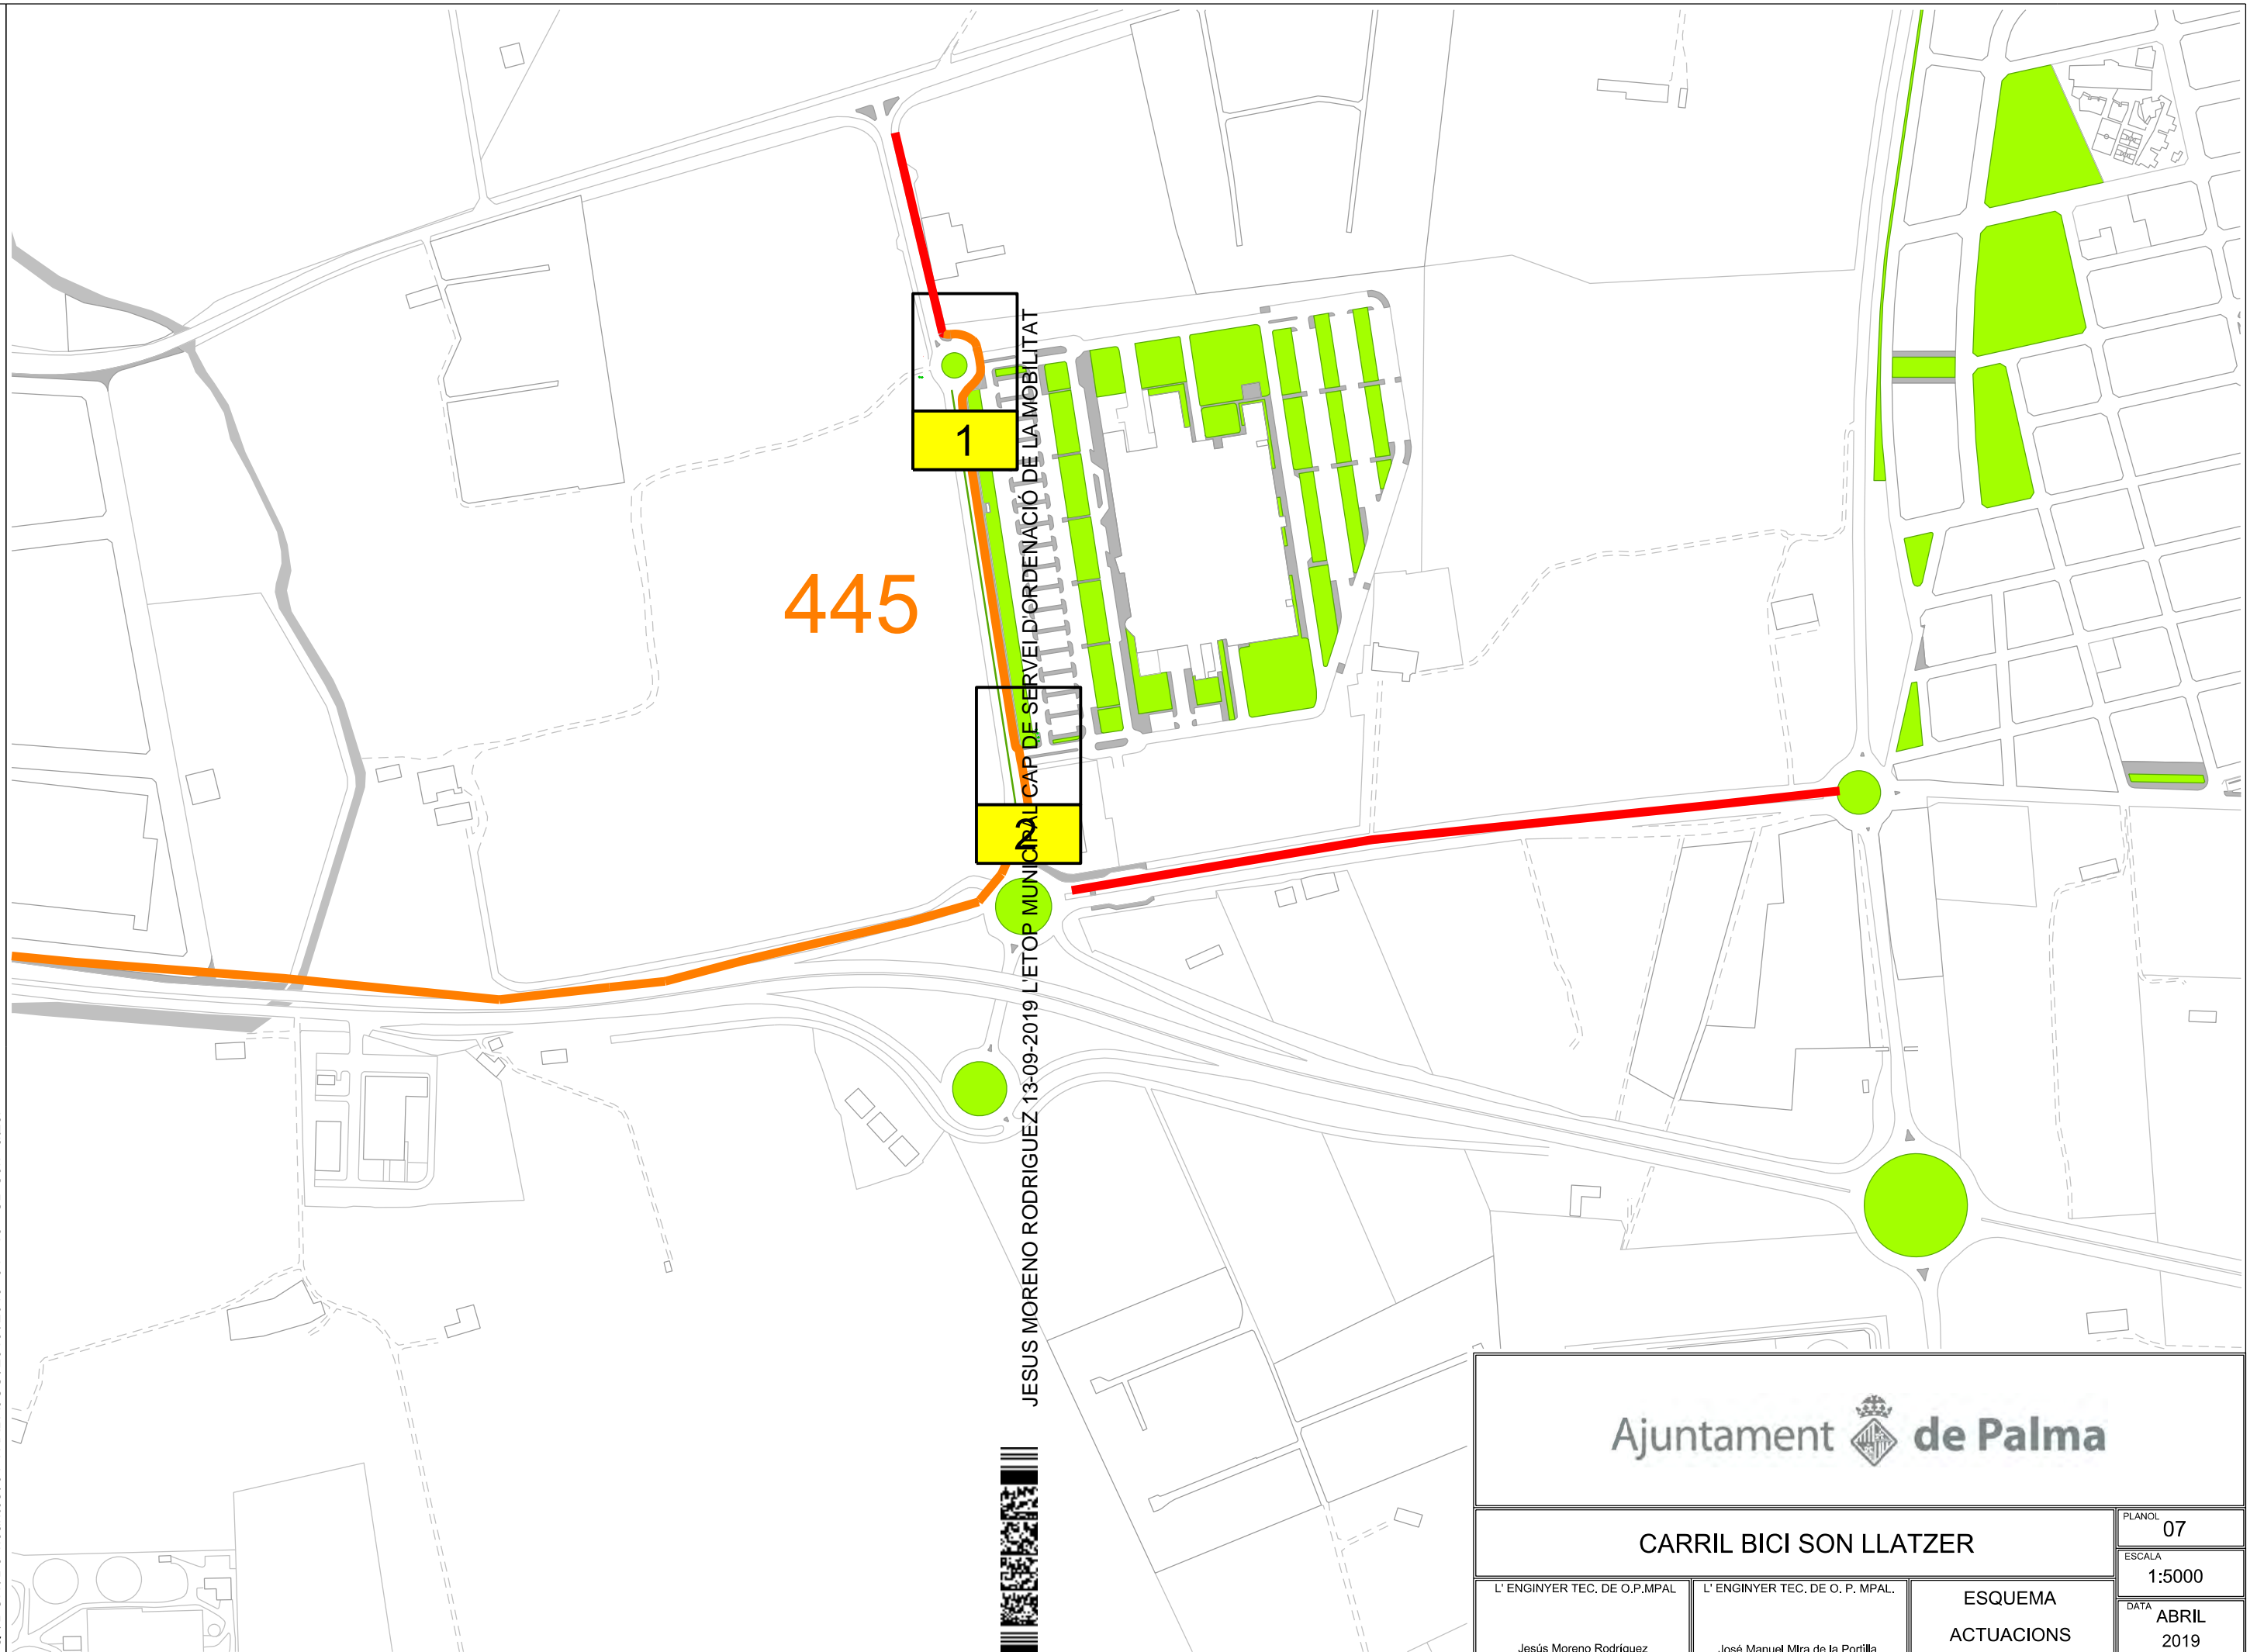 1
445
2
JESUS MORENO RODRIGUEZ 13-09-2019 L'ETOP MUNICIPAL CAP DE SERVEI D'ORDENACIÓ DE LA MOBILITAT
Ajuntament de Palma
CARRIL BICI SON LLATZER
PLANOL
07
ESCALA
1:5000
L' ENGINYER TEC. DE O.P.MPAL
L' ENGINYER TEC. DE O. P. MPAL.
ESQUEMA
ACTUACIONS
DATA
ABRIL
2019
Jesús Moreno Rodríguez
José Manuel Mira de la Portilla